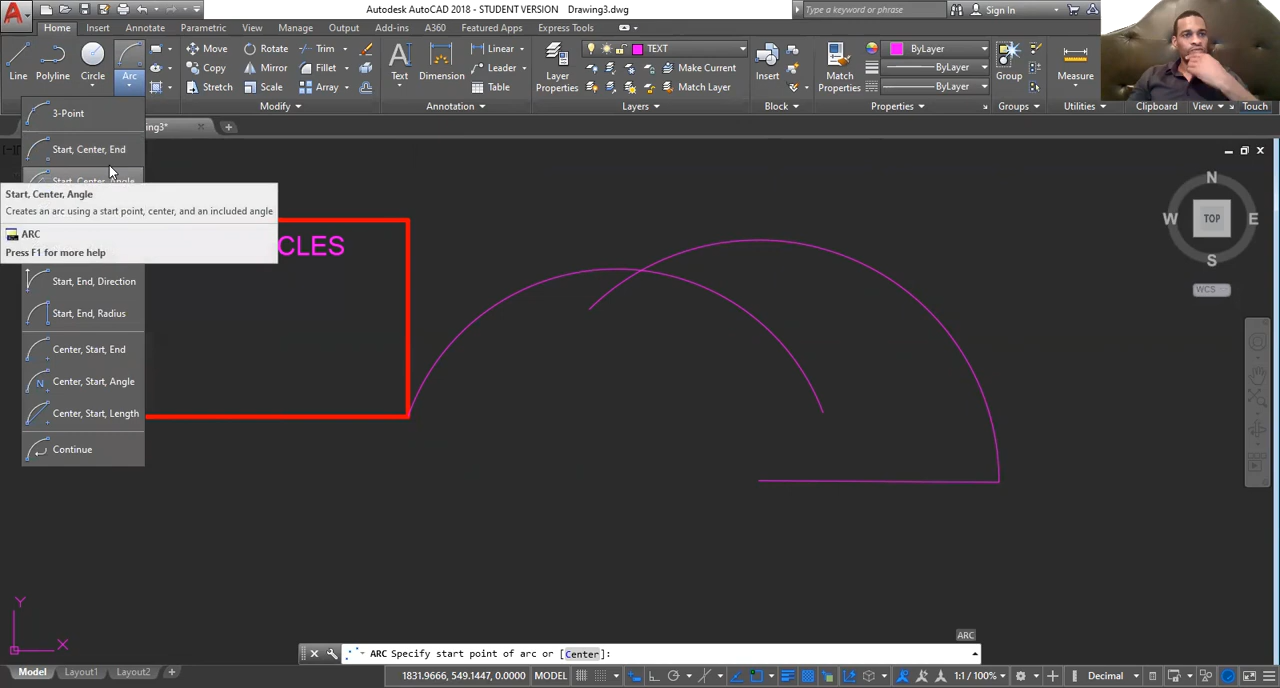 Autodesk AutoCAD 2018 - STUDENT VERSION Drawing3.dwg
Type a keyword or phrase
Sign In
Home Insert Annotate Parametric View Manage Output Add-ins A360 Featured Apps Express Tools
Line Polyline Circle Arc
Move Rotate Trim
Copy Mirror Fillet
Stretch Scale Array
Modify
Text Dimension
Linear
Leader
Table
Annotation
Layer Properties
TEXT
Make Current
Match Layer
Layers
Insert
Block
Match Properties
ByLayer
ByLayer
ByLayer
Properties
Group
Groups
Measure
Utilities
Clipboard
View
Touch
ing3*
3-Point
Start, Center, End
Start, Center, Angle
Start, Center, Angle
Creates an arc using a start point, center, and an included angle
ARC
Press F1 for more help
Start, End, Direction
Start, End, Radius
Center, Start, End
Center, Start, Angle
Center, Start, Length
Continue
CLES
N
W TOP E
S
WCS
Y
X
ARC
ARC Specify start point of arc or [Center]:
Model Layout1 Layout2
1831.9666, 549.1447, 0.0000 MODEL
1:1 / 100%
Decimal